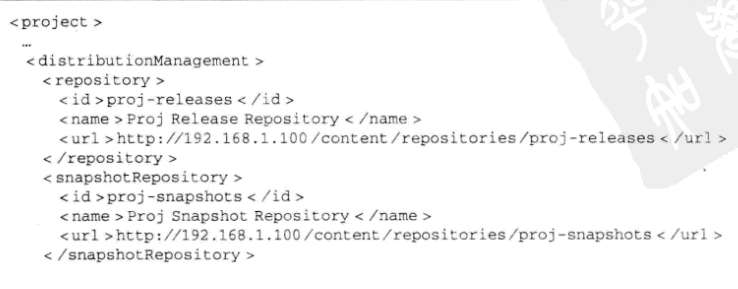 <project>
…
<distributionManagement>
<repository>
<id>proj-releases</id>
<name>Proj Release Repository</name>
<url>http://192.168.1.100/content/repositories/proj-releases</url>
</repository>
<snapshotRepository>
<id>proj-snapshots</id>
<name>Proj Snapshot Repository</name>
<url>http://192.168.1.100/content/repositories/proj-snapshots</url>
</snapshotRepository>